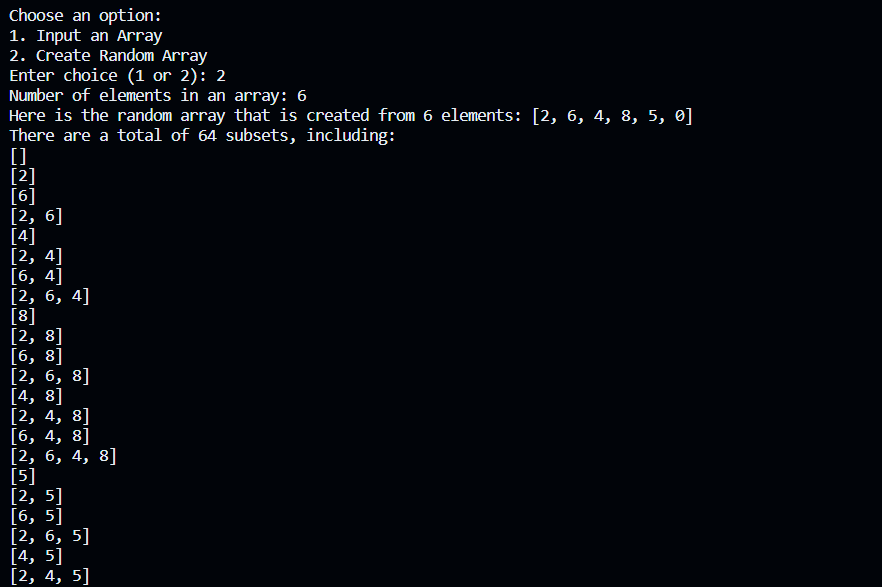 Choose an option:
1. Input an Array
2. Create Random Array
Enter choice (1 or 2): 2
Number of elements in an array: 6
Here is the random array that is created from 6 elements: [2, 6, 4, 8, 5, 0]
There are a total of 64 subsets, including:
[]
[2]
[6]
[2, 6]
[4]
[2, 4]
[6, 4]
[2, 6, 4]
[8]
[2, 8]
[6, 8]
[2, 6, 8]
[4, 8]
[2, 4, 8]
[6, 4, 8]
[2, 6, 4, 8]
[5]
[2, 5]
[6, 5]
[2, 6, 5]
[4, 5]
[2, 4, 5]